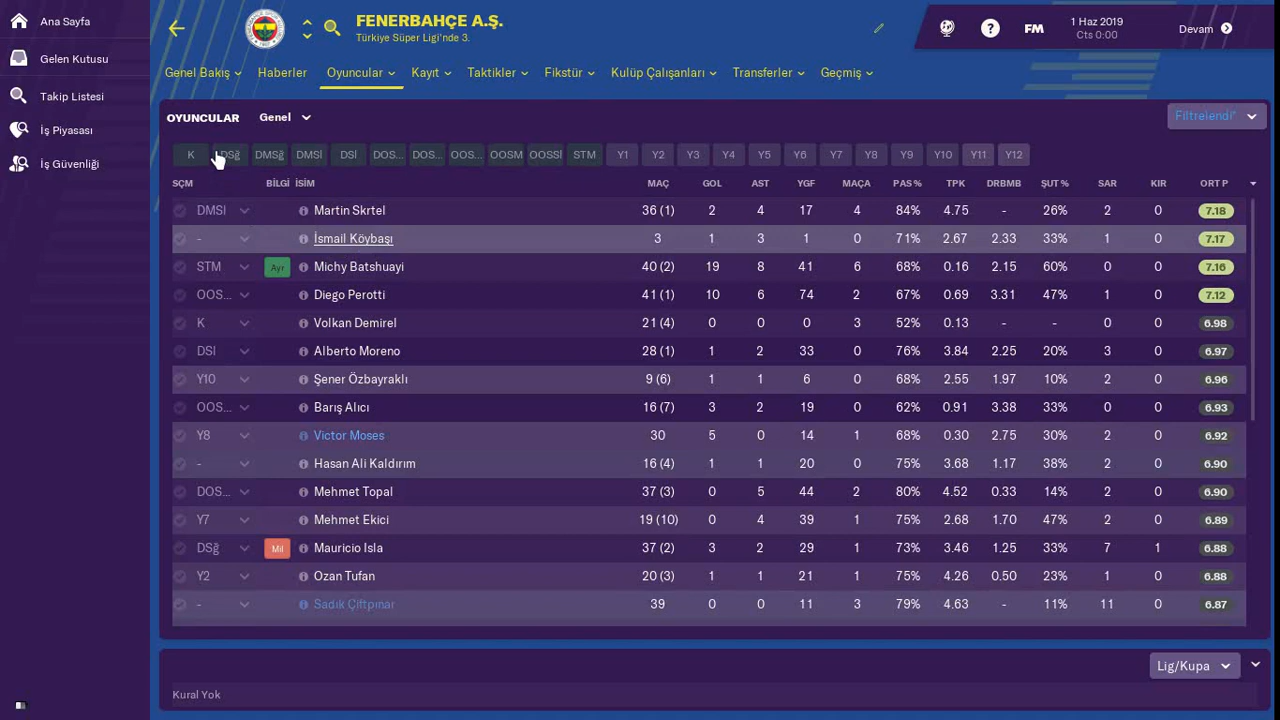 Ana Sayfa
Gelen Kutusu
Takip Listesi
İş Piyasası
İş Güvenliği
FENERBAHÇE A.Ş.
Türkiye Süper Ligi'nde 3.
1 Haz 2019
Cts 0:00
? FM
Devam
Genel Bakış Haberler Oyuncular Kayıt Taktikler Fikstür Kulüp Çalışanları Transferler Geçmiş
OYUNCULAR Genel Filtrelendi*
K DSğ DMSğ DMSl DSİ DOS... DOS... OOS... OOSM OOSSİ STM Y1 Y2 Y3 Y4 Y5 Y6 Y7 Y8 Y9 Y10 Y11 Y12
SÇM BİLGİ İSİM MAÇ GOL AST YGF MAÇA PAS % TPK DRBMB ŞUT % SAR KIR ORT P
DMSl Martin Skrtel 36 (1) 2 4 17 4 84% 4.75 - 26% 2 0 7.18
- İsmail Köybaşı 3 1 3 1 0 71% 2.67 2.33 33% 1 0 7.17
STM Ayr Michy Batshuayi 40 (2) 19 8 41 6 68% 0.16 2.15 60% 0 0 7.16
OOS... Diego Perotti 41 (1) 10 6 74 2 67% 0.69 3.31 47% 1 0 7.12
K Volkan Demirel 21 (4) 0 0 0 3 52% 0.13 - - 0 0 6.98
DSl Alberto Moreno 28 (1) 1 2 33 0 76% 3.84 2.25 20% 3 0 6.97
Y10 Şener Özbayraklı 9 (6) 1 1 6 0 68% 2.55 1.97 10% 2 0 6.96
OOS... Barış Alıcı 16 (7) 3 2 19 0 62% 0.91 3.38 33% 0 0 6.93
Y8 Victor Moses 30 5 0 14 1 68% 0.30 2.75 30% 2 0 6.92
- Hasan Ali Kaldırım 16 (4) 1 1 20 0 75% 3.68 1.17 38% 2 0 6.90
DOS... Mehmet Topal 37 (3) 0 5 44 2 80% 4.52 0.33 14% 2 0 6.90
Y7 Mehmet Ekici 19 (10) 0 4 39 1 75% 2.68 1.70 47% 2 0 6.89
DSğ Mil Mauricio Isla 37 (2) 3 2 29 1 73% 3.46 1.25 33% 7 1 6.88
Y2 Ozan Tufan 20 (3) 1 1 21 1 75% 4.26 0.50 23% 1 0 6.88
- Sadık Çiftpınar 39 0 0 11 3 79% 4.63 - 11% 11 0 6.87
Lig/Kupa
Kural Yok